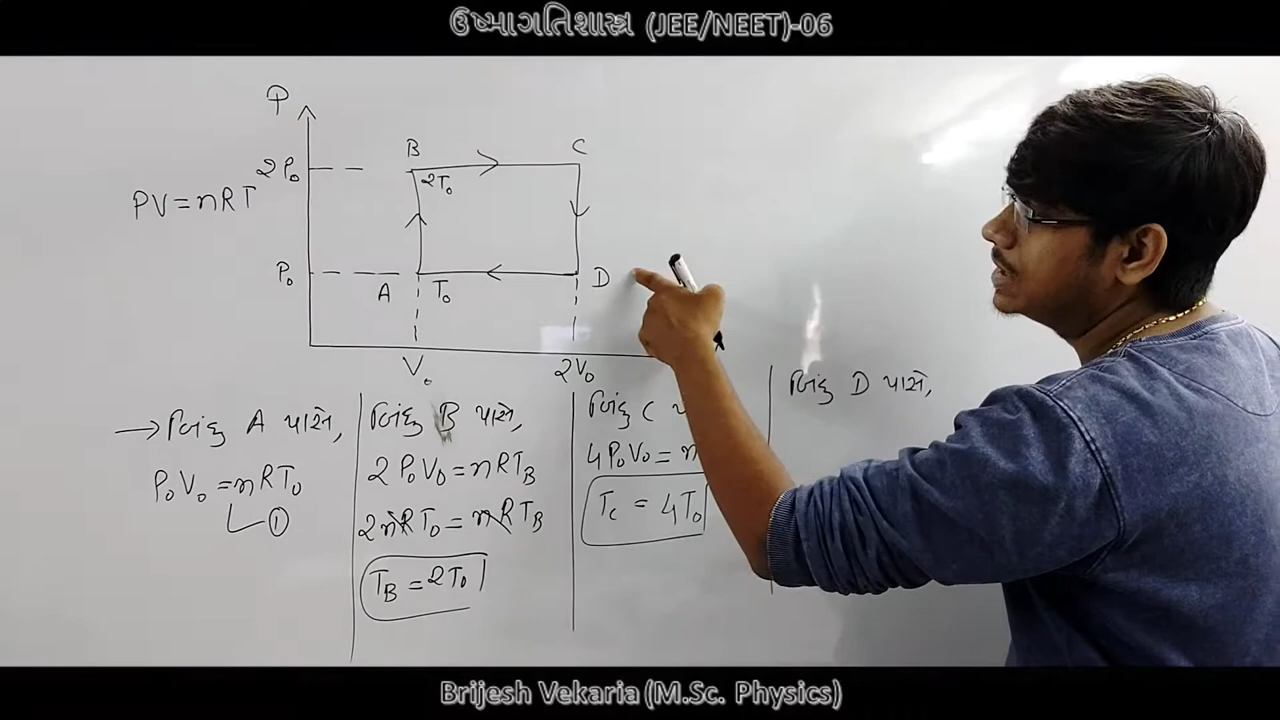 ઉષ્માગતિશાસ્ત્ર (JEE/NEET)-06
P
2P₀
B
C
2T₀
PV=nRT
P₀
A
T₀
D
V₀
2V₀
→ બિંદુ A પાસે,
P₀V₀ = nRT₀
①
બિંદુ B પાસે,
2P₀V₀ = nRT_B
2nRT₀ = nRT_B
T_B = 2T₀
બિંદુ C
4P₀V₀ = n
T_C = 4T₀
બિંદુ D પાસે,
Brijesh Vekaria (M.Sc. Physics)